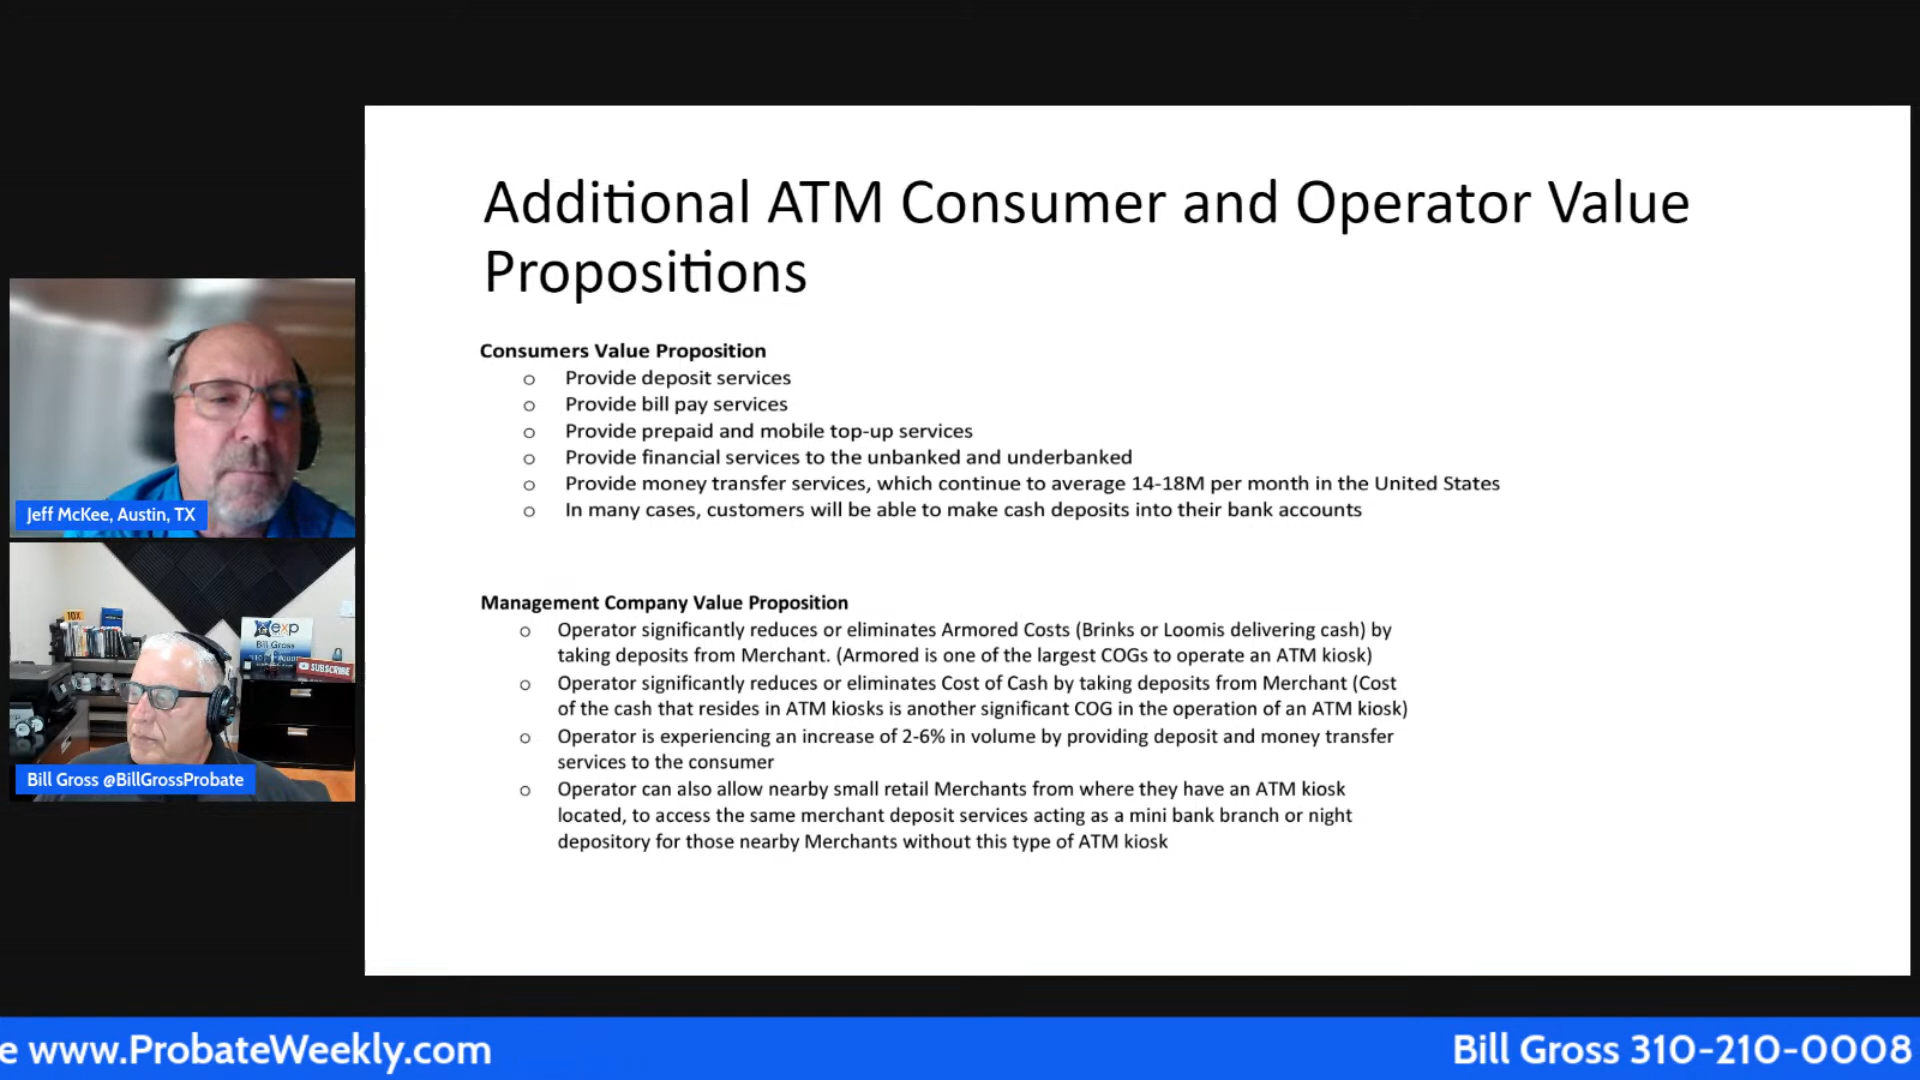 Additional ATM Consumer and Operator Value
Propositions
Consumers Value Proposition
o Provide deposit services
o Provide bill pay services
o Provide prepaid and mobile top-up services
o Provide financial services to the unbanked and underbanked
o Provide money transfer services, which continue to average 14-18M per month in the United States
o In many cases, customers will be able to make cash deposits into their bank accounts
Management Company Value Proposition
o Operator significantly reduces or eliminates Armored Costs (Brinks or Loomis delivering cash) by
taking deposits from Merchant. (Armored is one of the largest COGs to operate an ATM kiosk)
o Operator significantly reduces or eliminates Cost of Cash by taking deposits from Merchant (Cost
of the cash that resides in ATM kiosks is another significant COG in the operation of an ATM kiosk)
o Operator is experiencing an increase of 2-6% in volume by providing deposit and money transfer
services to the consumer
o Operator can also allow nearby small retail Merchants from where they have an ATM kiosk
located, to access the same merchant deposit services acting as a mini bank branch or night
depository for those nearby Merchants without this type of ATM kiosk
Jeff McKee, Austin, TX
exp
Bill Gross
SUBSCRIBE
Bill Gross @BillGrossProbate
e www.ProbateWeekly.com
Bill Gross 310-210-0008